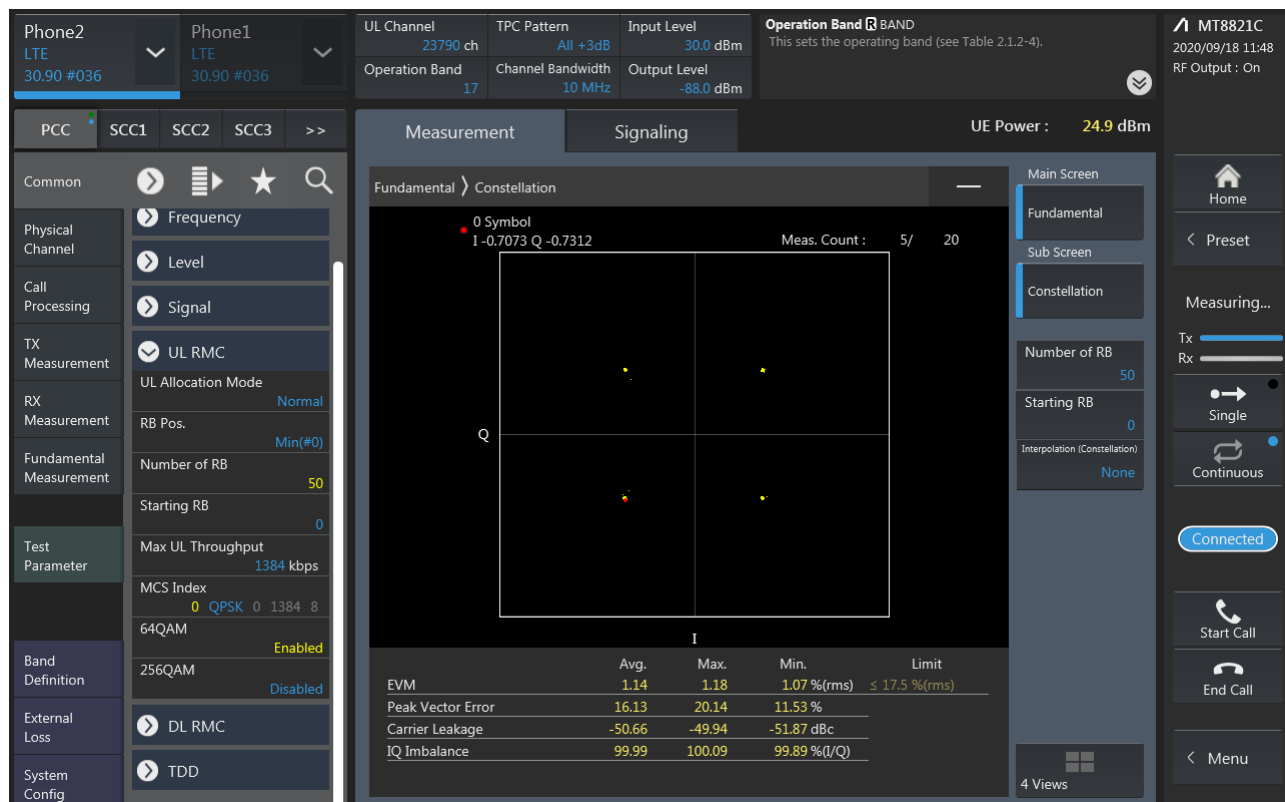 Phone2
LTE
30.90 #036
Phone1
LTE
30.90 #036
UL Channel
23790 ch
TPC Pattern
All +3dB
Input Level
30.0 dBm
Operation Band
17
Channel Bandwidth
10 MHz
Output Level
-88.0 dBm
Operation Band R BAND
This sets the operating band (see Table 2.1.2-4).
MT8821C
2020/09/18 11:48
RF Output : On
PCC SCC1 SCC2 SCC3 >>
Measurement
Signaling
UE Power : 24.9 dBm
Common
Physical
Channel
Call
Processing
TX
Measurement
RX
Measurement
Fundamental
Measurement
Test
Parameter
Band
Definition
External
Loss
System
Config
Frequency
Level
Signal
UL RMC
UL Allocation Mode
Normal
RB Pos.
Min(#0)
Number of RB
50
Starting RB
0
Max UL Throughput
1384 kbps
MCS Index
0 QPSK 0 1384 8
64QAM
Enabled
256QAM
Disabled
DL RMC
TDD
Fundamental 〉 Constellation
0 Symbol
I -0.7073 Q -0.7312
Meas. Count : 5/ 20
Q
I
Avg. Max. Min. Limit
EVM 1.14 1.18 1.07 %(rms) ≤ 17.5 %(rms)
Peak Vector Error 16.13 20.14 11.53 %
Carrier Leakage -50.66 -49.94 -51.87 dBc
IQ Imbalance 99.99 100.09 99.89 %(I/Q)
Main Screen
Fundamental
Sub Screen
Constellation
Number of RB
50
Starting RB
0
Interpolation (Constellation)
None
4 Views
Home
< Preset
Measuring...
Tx
Rx
Single
Continuous
Connected
Start Call
End Call
< Menu